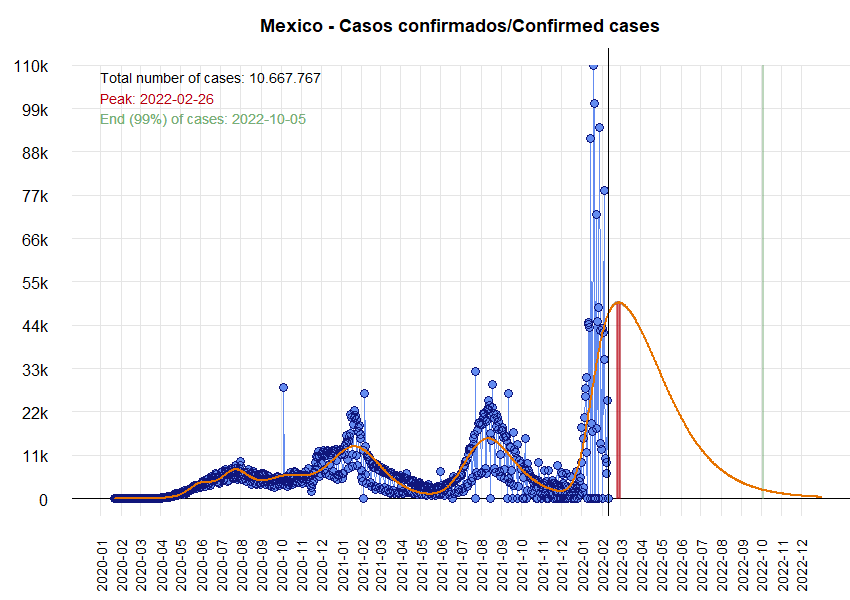 Mexico - Casos confirmados/Confirmed cases
110k
99k
88k
77k
66k
55k
44k
33k
22k
11k
0
Total number of cases: 10.667.767
Peak: 2022-02-26
End (99%) of cases: 2022-10-05
2020-01
2020-02
2020-03
2020-04
2020-05
2020-06
2020-07
2020-08
2020-09
2020-10
2020-11
2020-12
2021-01
2021-02
2021-03
2021-04
2021-05
2021-06
2021-07
2021-08
2021-09
2021-10
2021-11
2021-12
2022-01
2022-02
2022-03
2022-04
2022-05
2022-06
2022-07
2022-08
2022-09
2022-10
2022-11
2022-12